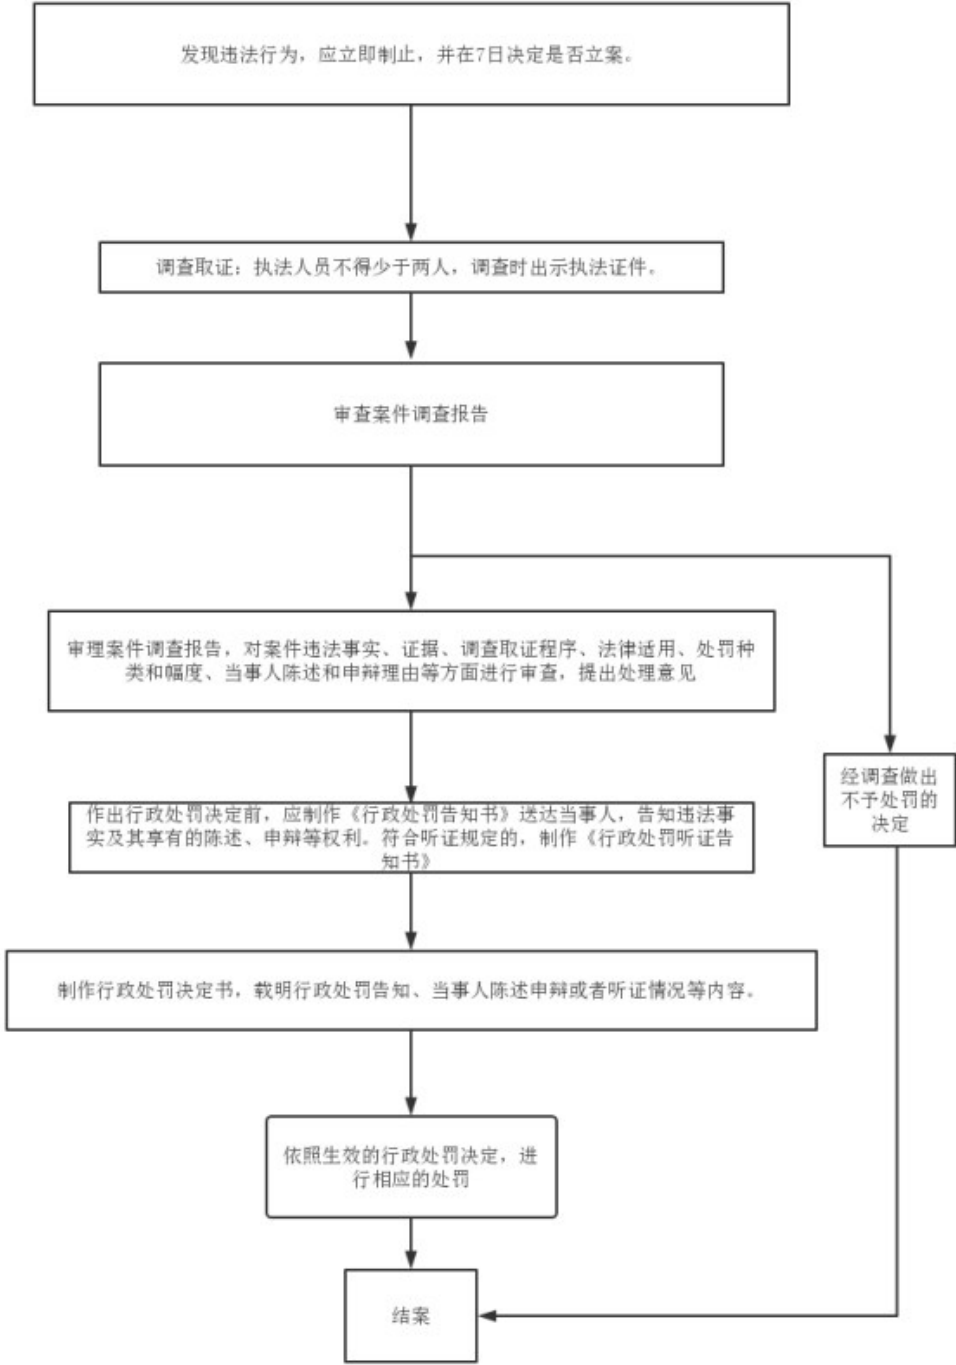 发现违法行为，应立即制止，并在7日决定是否立案。
调查取证：执法人员不得少于两人，调查时出示执法证件。
审查案件调查报告
审理案件调查报告，对案件违法事实、证据、调查取证程序、法律适用、处罚种
类和幅度、当事人陈述和申辩理由等方面进行审查，提出处理意见
经调查做出
不予处罚的
决定
作出行政处罚决定前，应制作《行政处罚告知书》送达当事人，告知违法事
实及其享有的陈述、申辩等权利。符合听证规定的，制作《行政处罚听证告
知书》
制作行政处罚决定书，载明行政处罚告知、当事人陈述申辩或者听证情况等内容。
依照生效的行政处罚决定，进
行相应的处罚
结案